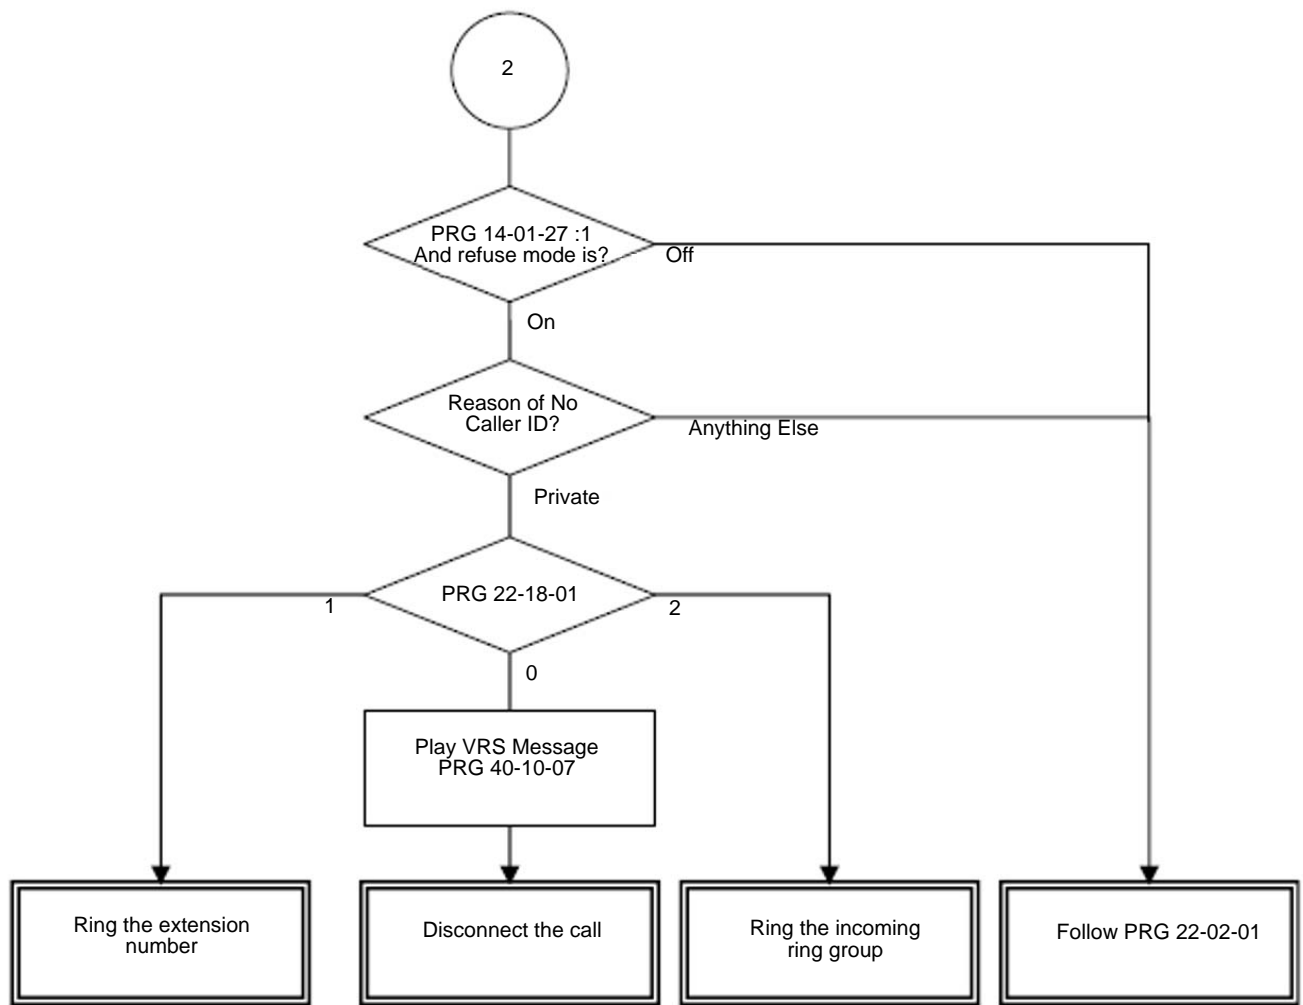 2
PRG 14-01-27 :1
And refuse mode is?
Off
On
Reason of No
Caller ID?
Anything Else
Private
PRG 22-18-01
1
2
0
Play VRS Message
PRG 40-10-07
Ring the extension
number
Disconnect the call
Ring the incoming
ring group
Follow PRG 22-02-01